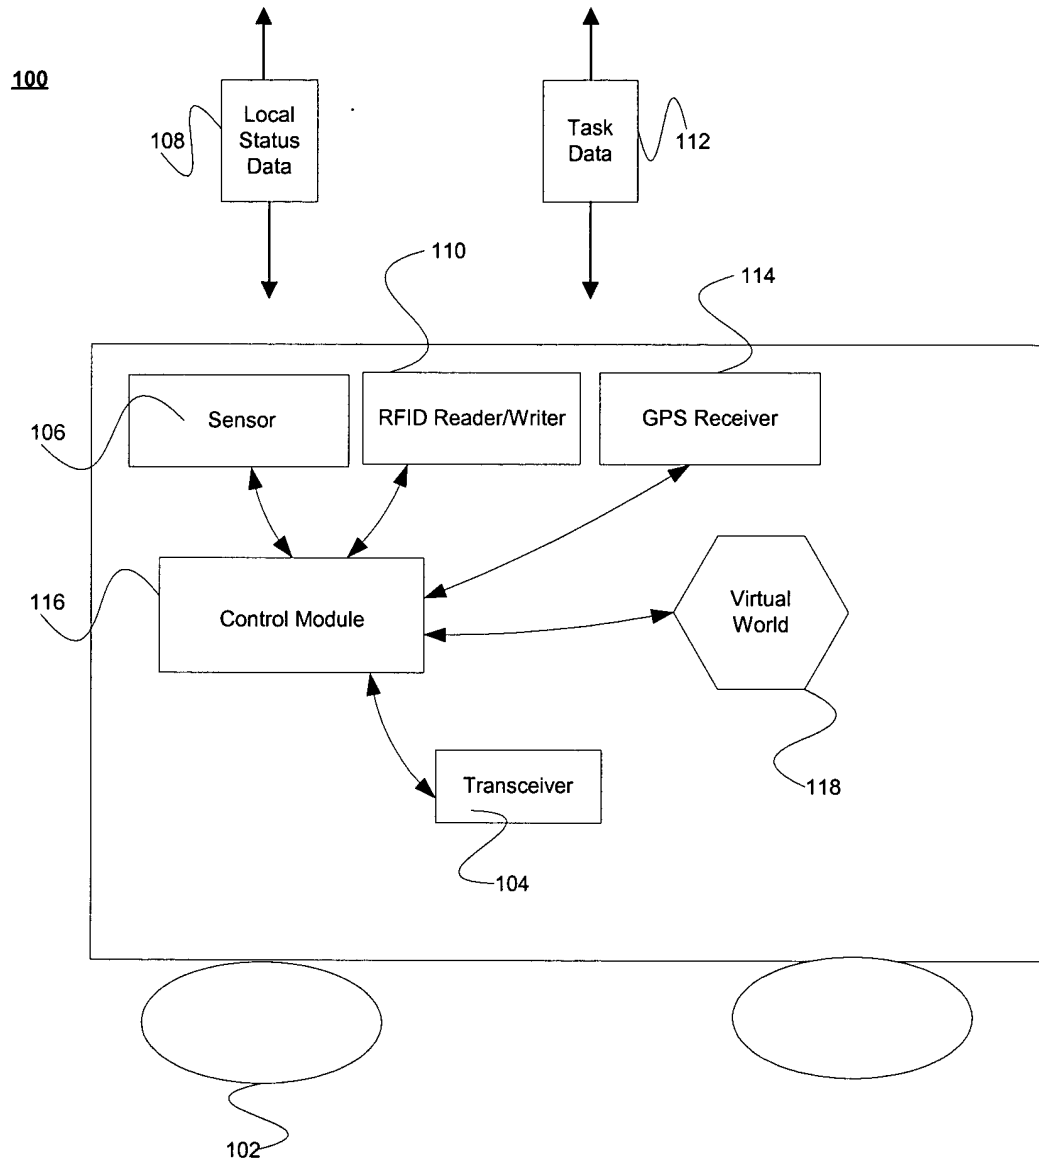 100
Local
Status
Data
108
Task
Data
112
110
114
Sensor
RFID Reader/Writer
GPS Receiver
106
116
Control Module
Virtual
World
118
Transceiver
104
102